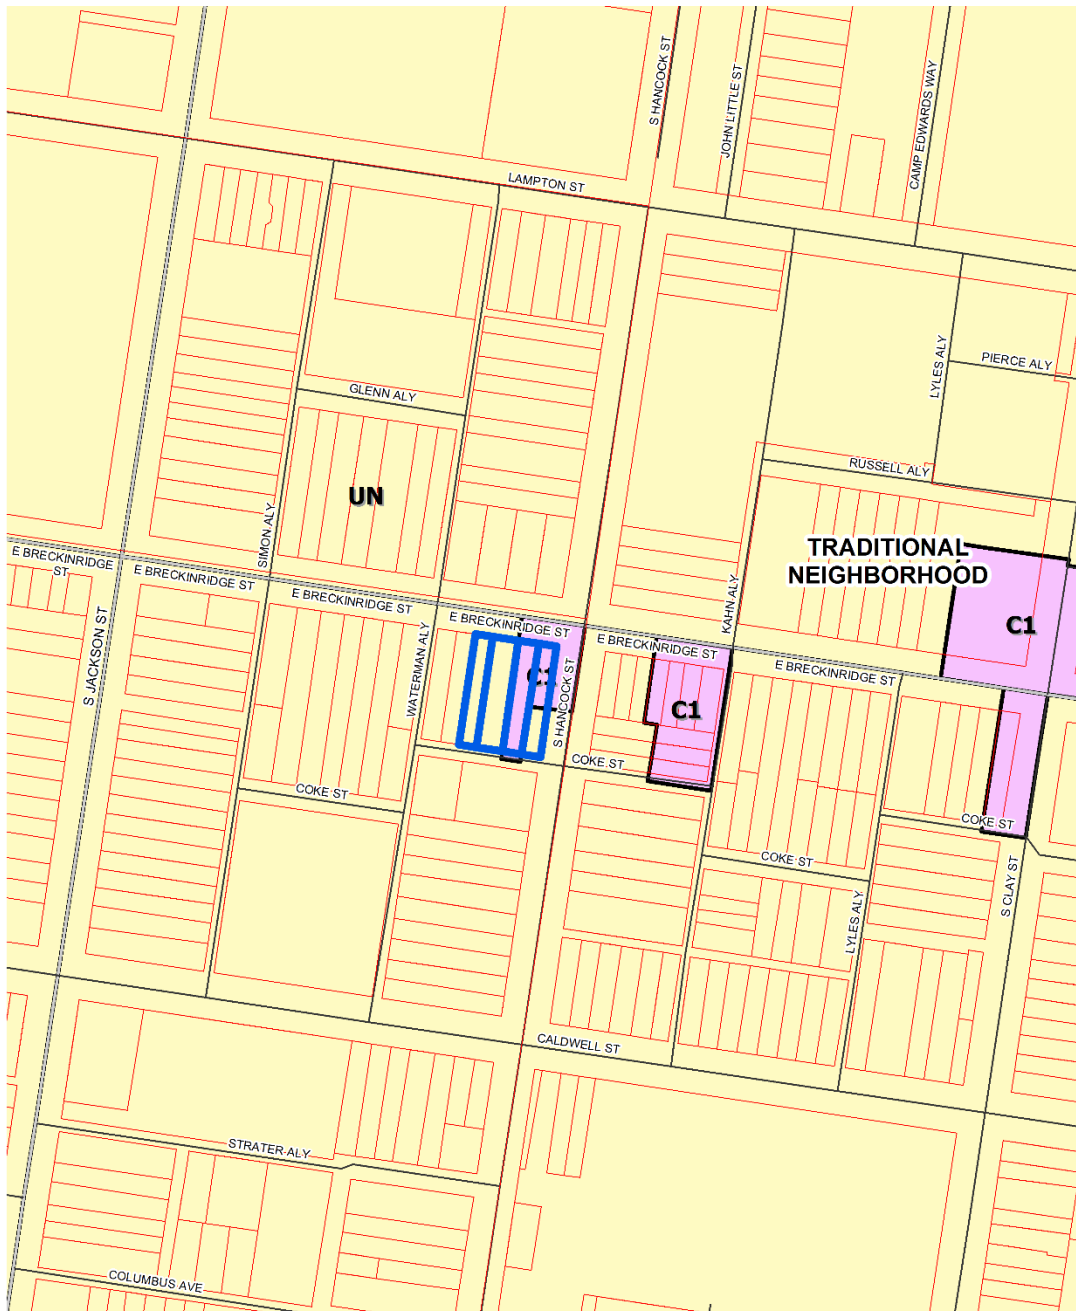 S HANCOCK ST
JOHN LITTLE ST
CAMP EDWARDS WAY
LAMPTON ST
LYLES ALY
PIERCE ALY
GLENN ALY
RUSSELL ALY
UN
SIMON ALY
TRADITIONAL
NEIGHBORHOOD
E BRECKINRIDGE
ST
E BRECKINRIDGE ST
E BRECKINRIDGE ST
E BRECKINRIDGE ST
E BRECKINRIDGE ST
E BRECKINRIDGE ST
KAHN ALY
C1
S JACKSON ST
WATERMAN ALY
C1
S HANCOCK ST
C1
COKE ST
COKE ST
COKE ST
COKE ST
LYLES ALY
S CLAY ST
CALDWELL ST
STRATER ALY
COLUMBUS AVE